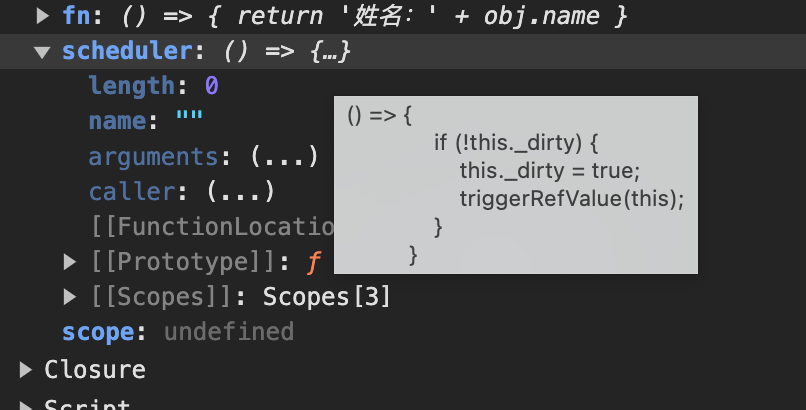 fn: () => { return '姓名：' + obj.name }
scheduler: () => {…}
length: 0
name: ""
arguments: (...)
caller: (...)
[[FunctionLocatio
[[Prototype]]: ƒ
[[Scopes]]: Scopes[3]
scope: undefined
Closure
Script
() => {
if (!this._dirty) {
this._dirty = true;
triggerRefValue(this);
}
}